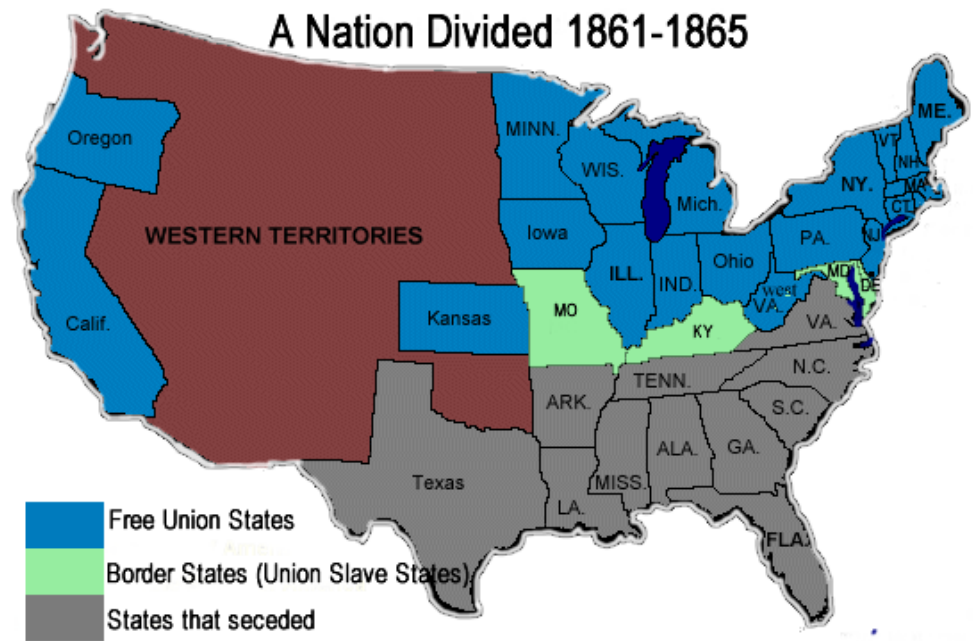 A Nation Divided 1861-1865
Oregon
MINN.
ME.
VT
NH
WIS.
Mich.
NY.
MA
CT.
WESTERN TERRITORIES
Iowa
PA.
NJ
Ohio
ILL.
IND.
MD
DE
west
VA.
Calif.
Kansas
MO
KY
VA.
N.C.
TENN.
ARK.
S.C.
ALA.
GA.
Texas
MISS.
LA.
FLA.
Free Union States
Border States (Union Slave States)
States that seceded